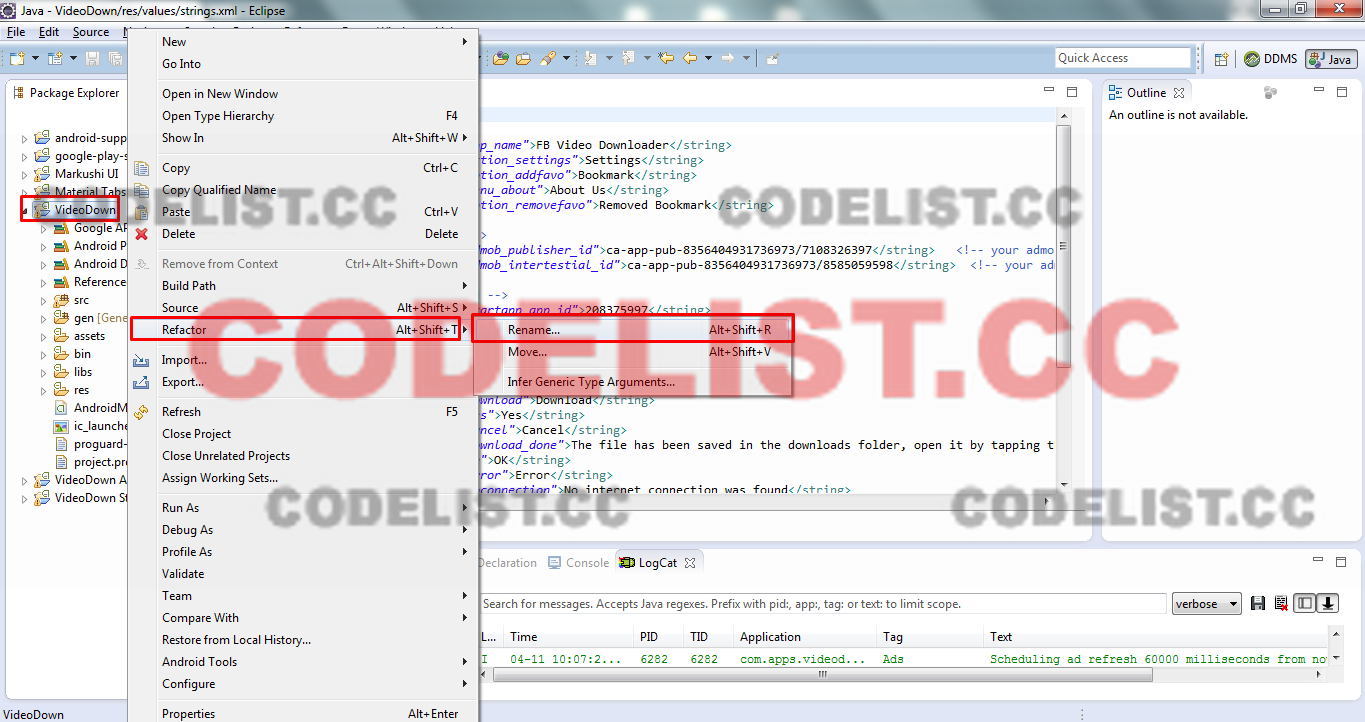 Java - VideoDown/res/values/strings.xml - Eclipse
File Edit Source
Quick Access
DDMS
Java
Package Explorer
android-supp
google-play-s
Markushi UI
Material Tabs
VideoDown
Google AP
Android P
Android D
Reference
src
gen [Gene
assets
bin
libs
res
AndroidM
ic_launche
proguard-
project.pro
VideoDown A
VideoDown St
New
Go Into
Open in New Window
Open Type Hierarchy F4
Show In Alt+Shift+W
Copy Ctrl+C
Copy Qualified Name
Paste Ctrl+V
Delete Delete
Remove from Context Ctrl+Alt+Shift+Down
Build Path
Source Alt+Shift+S
Refactor Alt+Shift+T
Import...
Export...
Refresh F5
Close Project
Close Unrelated Projects
Assign Working Sets...
Run As
Debug As
Profile As
Validate
Team
Compare With
Restore from Local History...
Android Tools
Configure
Properties Alt+Enter
Rename... Alt+Shift+R
Move... Alt+Shift+V
Infer Generic Type Arguments...
p_name">FB Video Downloader</string>
tion_settings">Settings</string>
tion_addfavo">Bookmark</string>
nu_about">About Us</string>
tion_removefavo">Removed Bookmark</string>
>
mob_publisher_id">ca-app-pub-8356404931736973/7108326397</string> <!-- your admo
mob_intertestial_id">ca-app-pub-8356404931736973/8585059598</string> <!-- your adm
-->
artapp_app_id">208375997</string>
wnload">Download</string>
s">Yes</string>
ncel">Cancel</string>
wnload_done">The file has been saved in the downloads folder, open it by tapping t
">OK</string>
ror">Error</string>
connection">No internet connection was found</string>
Outline
An outline is not available.
CODELIST.CC
CODELIST.CC
CODELIST.CC
CODELIST.CC
CODELIST.CC
Declaration Console LogCat
Search for messages. Accepts Java regexes. Prefix with pid:, app:, tag: or text: to limit scope.
verbose
L... Time PID TID Application Tag Text
I 04-11 10:07:2... 6282 6282 com.apps.videod... Ads Scheduling ad refresh 60000 milliseconds from now
VideoDown